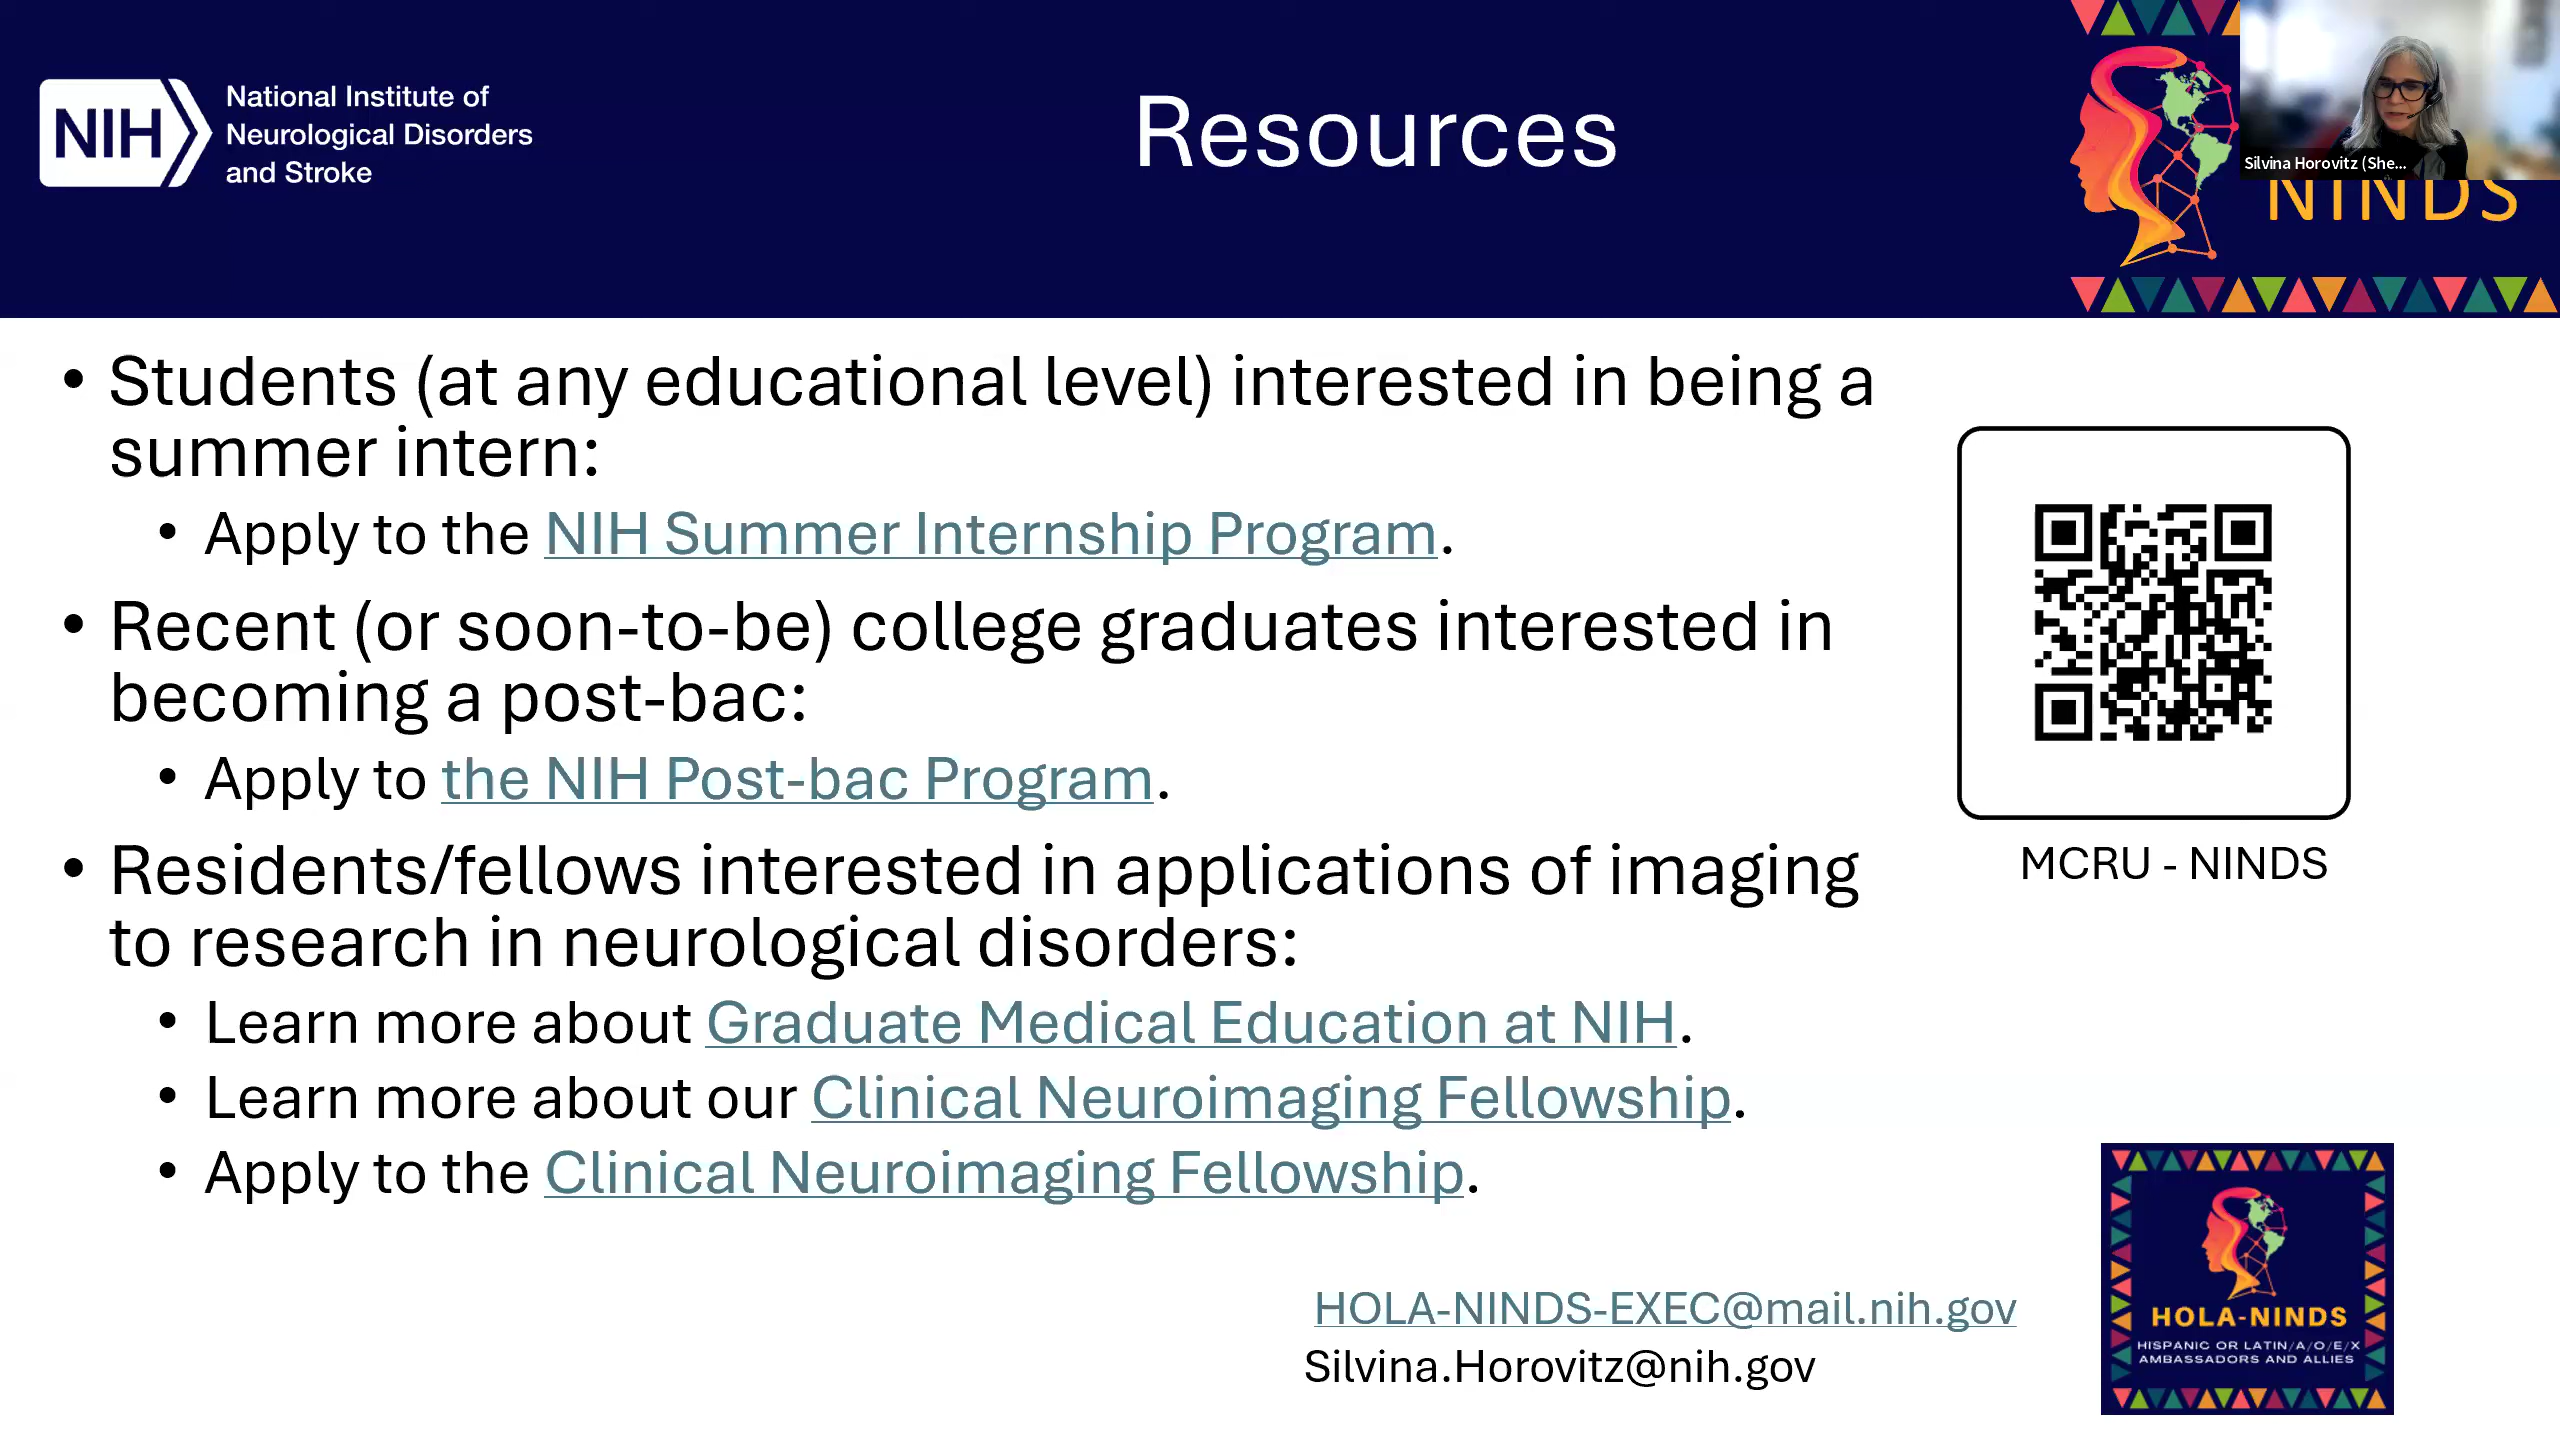 NIH
National Institute of
Neurological Disorders
and Stroke
Resources
Silvina Horovitz (She...
NINDS
• Students (at any educational level) interested in being a
summer intern:
• Apply to the NIH Summer Internship Program.
• Recent (or soon-to-be) college graduates interested in
becoming a post-bac:
• Apply to the NIH Post-bac Program.
• Residents/fellows interested in applications of imaging
to research in neurological disorders:
• Learn more about Graduate Medical Education at NIH.
• Learn more about our Clinical Neuroimaging Fellowship.
• Apply to the Clinical Neuroimaging Fellowship.
MCRU - NINDS
HOLA-NINDS-EXEC@mail.nih.gov
Silvina.Horovitz@nih.gov
HOLA-NINDS
HISPANIC OR LATIN/A/O/E/X
AMBASSADORS AND ALLIES